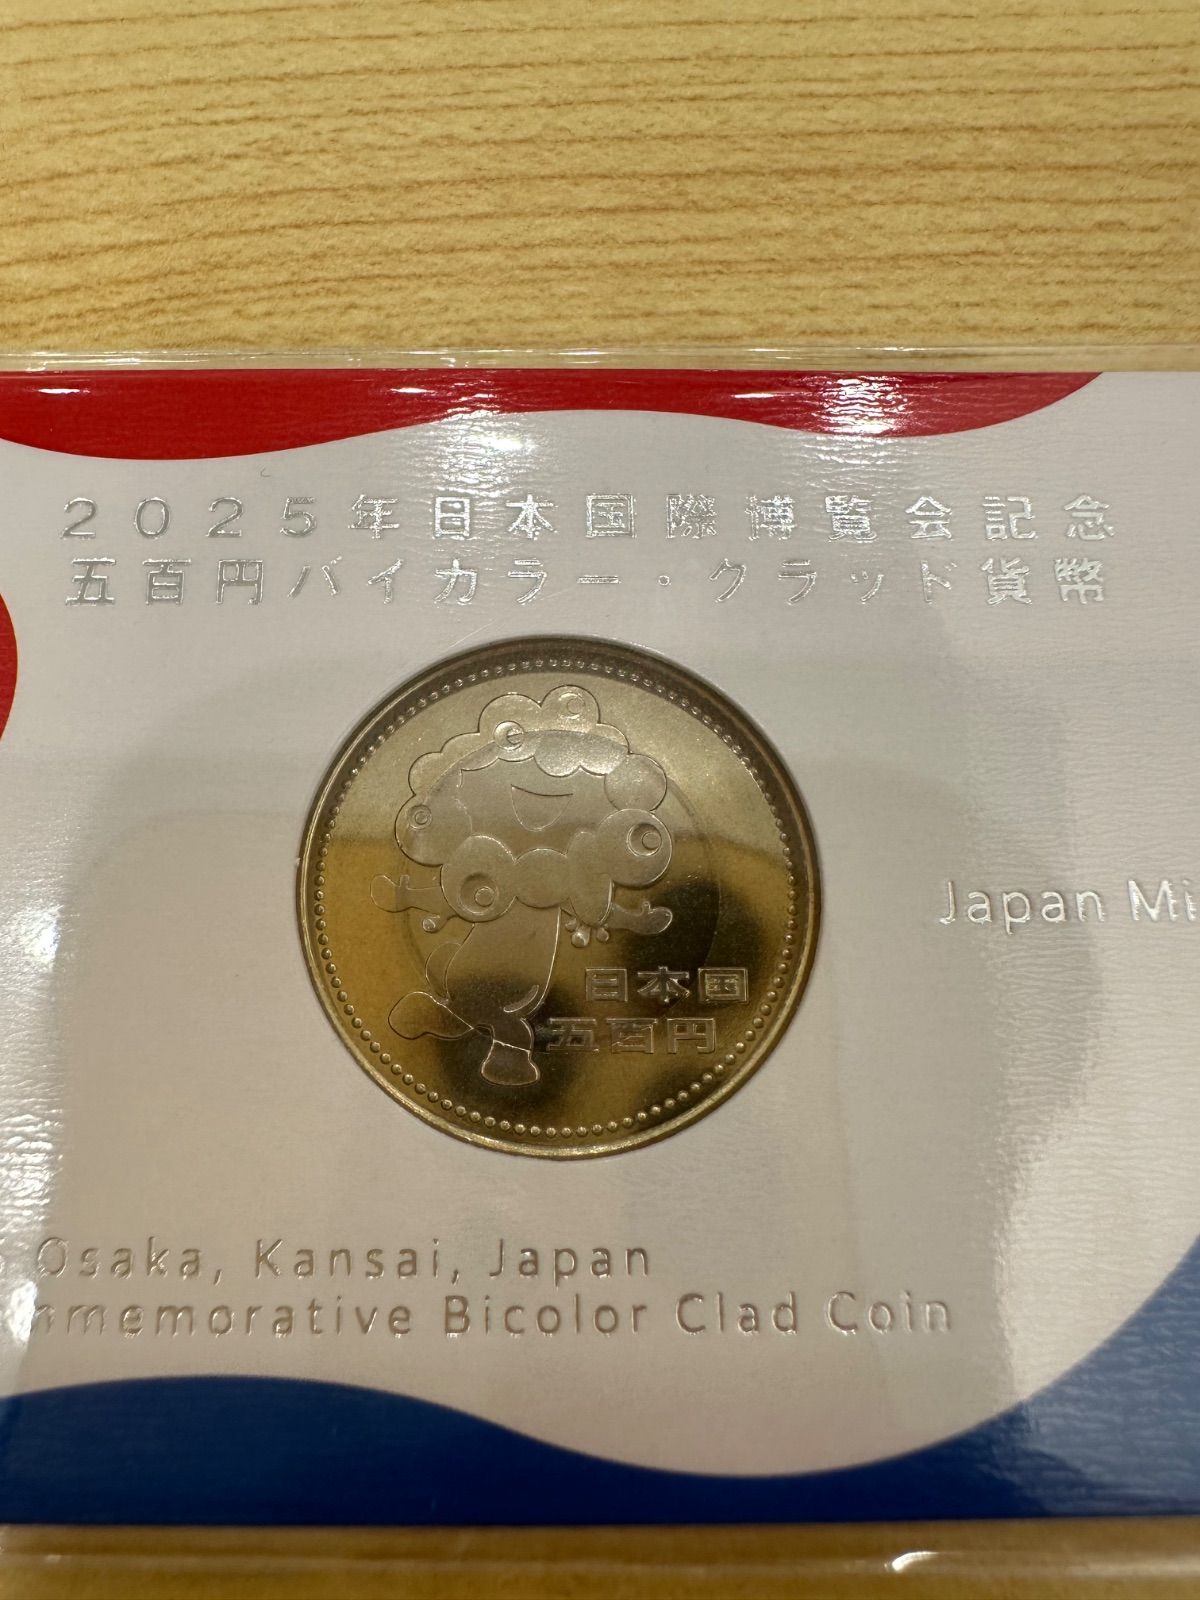 2025年日本国際博覧会記念
五百円バイカラー・クラッド貨幣
日本国
五百円
Japan Mi
Osaka, Kansai, Japan
mmemorative Bicolor Clad Coin